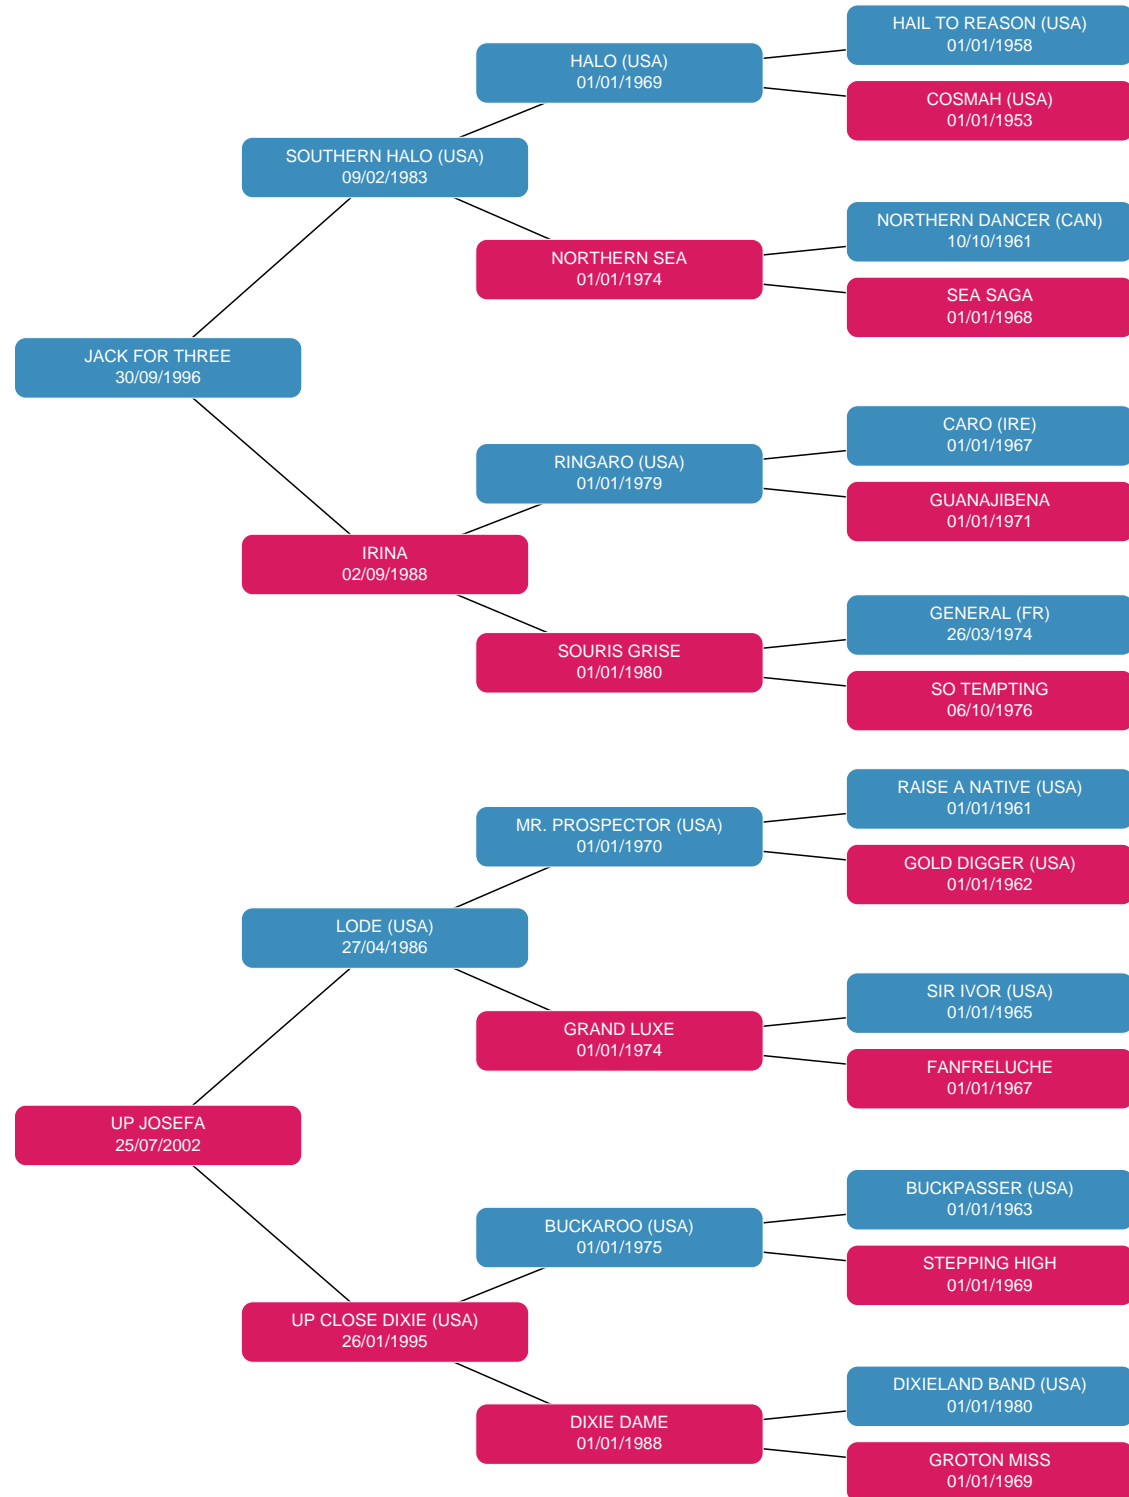 HAIL TO REASON (USA)
01/01/1958
HALO (USA)
01/01/1969
COSMAH (USA)
01/01/1953
SOUTHERN HALO (USA)
09/02/1983
NORTHERN DANCER (CAN)
10/10/1961
NORTHERN SEA
01/01/1974
SEA SAGA
01/01/1968
JACK FOR THREE
30/09/1996
CARO (IRE)
01/01/1967
RINGARO (USA)
01/01/1979
GUANAJIBENA
01/01/1971
IRINA
02/09/1988
GENERAL (FR)
26/03/1974
SOURIS GRISE
01/01/1980
SO TEMPTING
06/10/1976
RAISE A NATIVE (USA)
01/01/1961
MR. PROSPECTOR (USA)
01/01/1970
GOLD DIGGER (USA)
01/01/1962
LODE (USA)
27/04/1986
SIR IVOR (USA)
01/01/1965
GRAND LUXE
01/01/1974
FANFRELUCHE
01/01/1967
UP JOSEFA
25/07/2002
BUCKPASSER (USA)
01/01/1963
BUCKAROO (USA)
01/01/1975
STEPPING HIGH
01/01/1969
UP CLOSE DIXIE (USA)
26/01/1995
DIXIELAND BAND (USA)
01/01/1980
DIXIE DAME
01/01/1988
GROTON MISS
01/01/1969